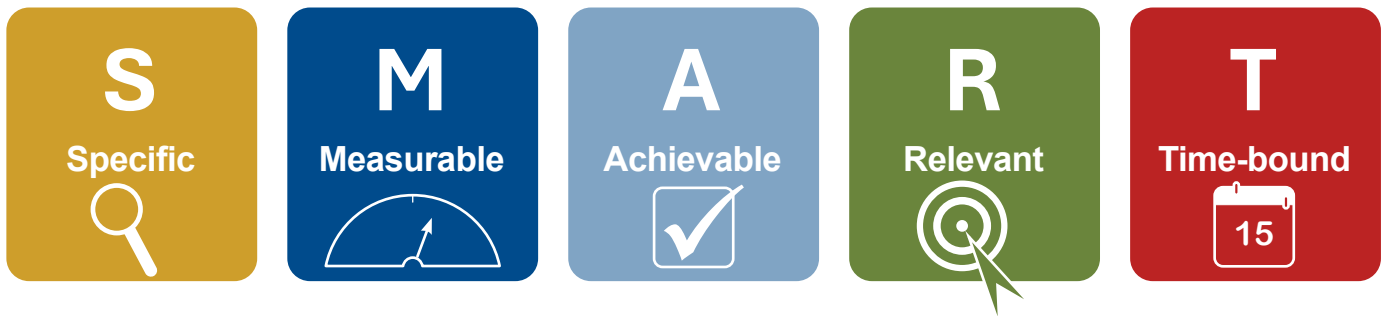 S
Specific
M
Measurable
A
Achievable
R
Relevant
T
Time-bound
15